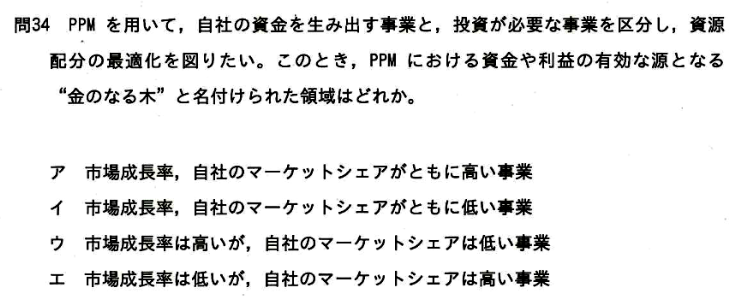 問34　PPM を用いて，自社の資金を生み出す事業と，投資が必要な事業を区分し，資源
配分の最適化を図りたい。このとき，PPM における資金や利益の有効な源となる
“金のなる木”と名付けられた領域はどれか。
ア　市場成長率，自社のマーケットシェアがともに高い事業
イ　市場成長率，自社のマーケットシェアがともに低い事業
ウ　市場成長率は高いが，自社のマーケットシェアは低い事業
エ　市場成長率は低いが，自社のマーケットシェアは高い事業